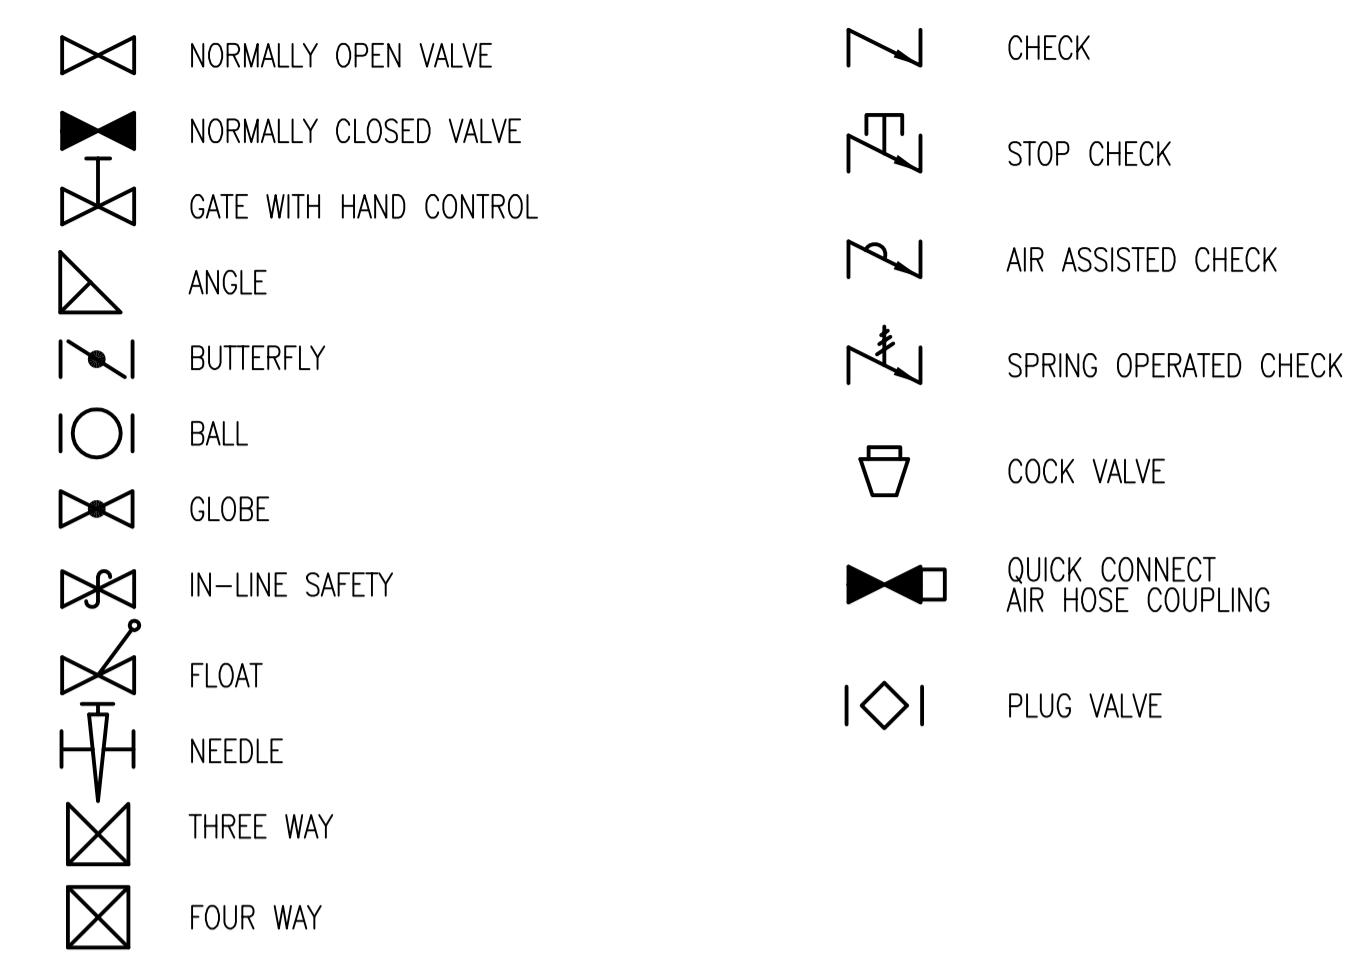 NORMALLY OPEN VALVE
NORMALLY CLOSED VALVE
GATE WITH HAND CONTROL
ANGLE
BUTTERFLY
BALL
GLOBE
IN-LINE SAFETY
FLOAT
NEEDLE
THREE WAY
FOUR WAY
CHECK
STOP CHECK
AIR ASSISTED CHECK
SPRING OPERATED CHECK
COCK VALVE
QUICK CONNECT
AIR HOSE COUPLING
PLUG VALVE